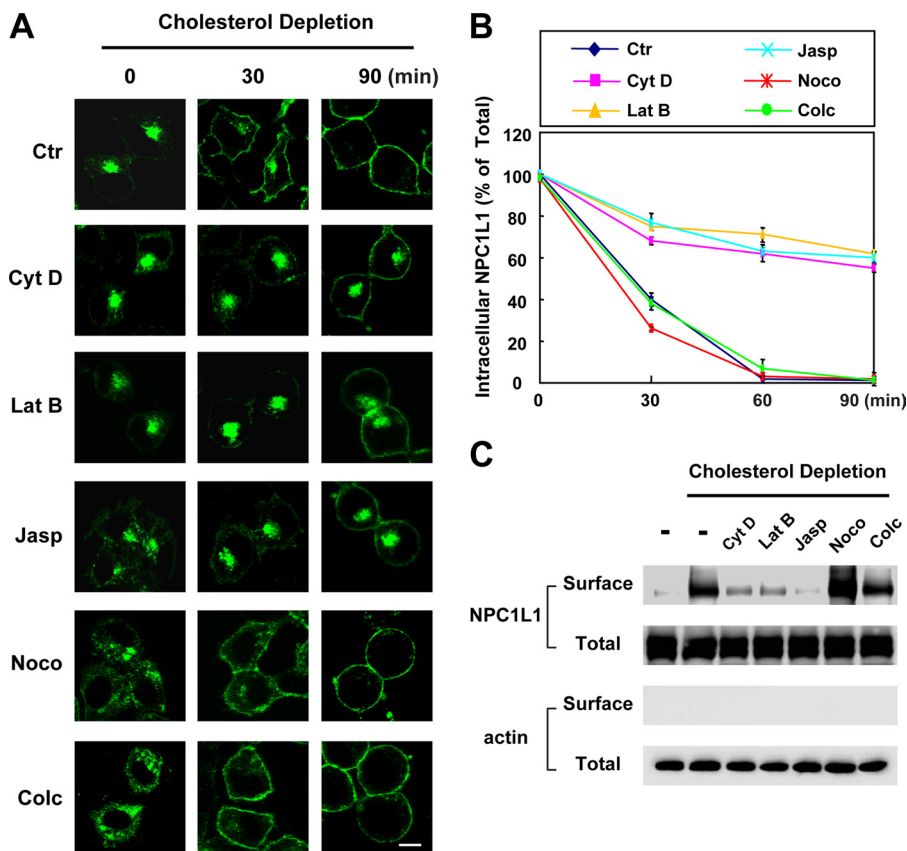 A
Cholesterol Depletion
0 30 90 (min)
Ctr
Cyt D
Lat B
Jasp
Noco
Colc
B
Ctr Jasp
Cyt D Noco
Lat B Colc
Intracellular NPC1L1 (% of Total)
120
100
80
60
40
20
0
0 30 60 90 (min)
C
Cholesterol Depletion
- - Cyt D Lat B Jasp Noco Colc
Surface
NPC1L1
Total
Surface
actin
Total